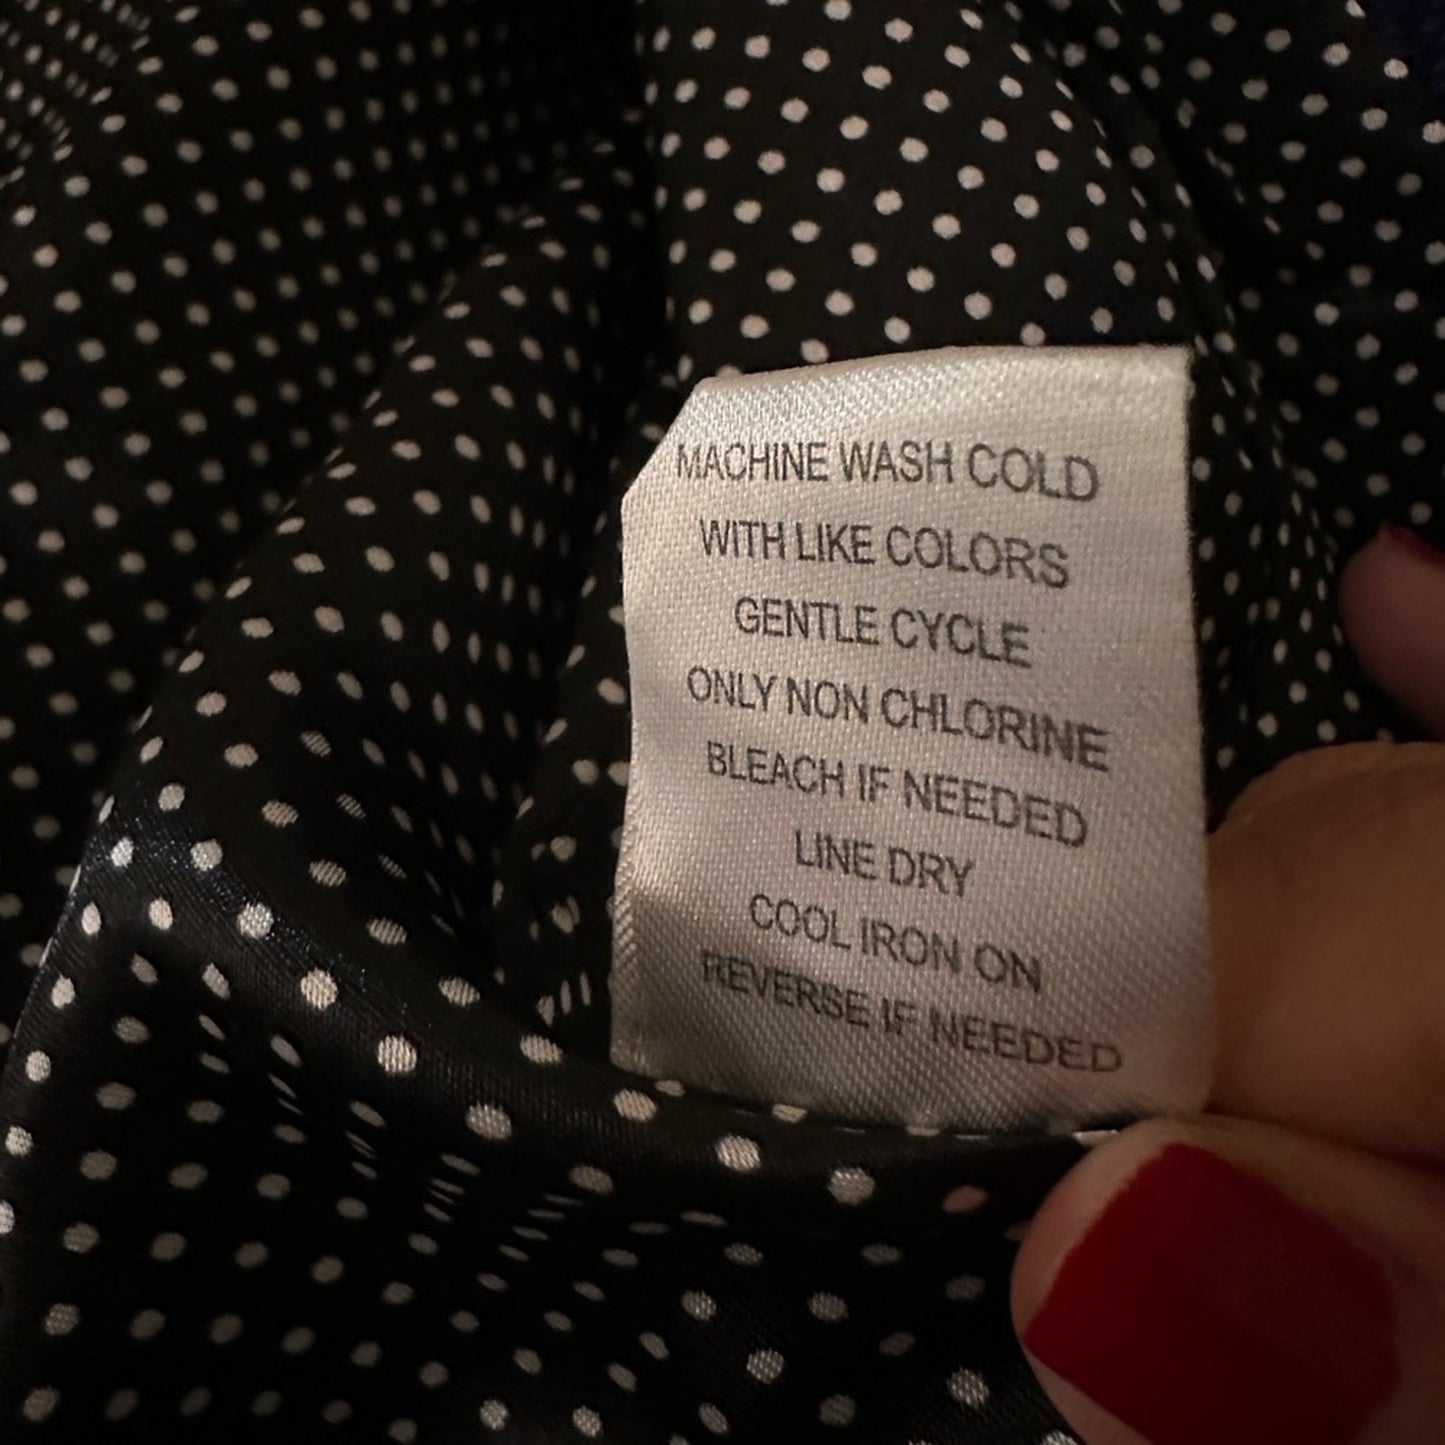 MACHINE WASH COLD
WITH LIKE COLORS
GENTLE CYCLE
ONLY NON CHLORINE
BLEACH IF NEEDED
LINE DRY
COOL IRON ON
REVERSE IF NEEDED